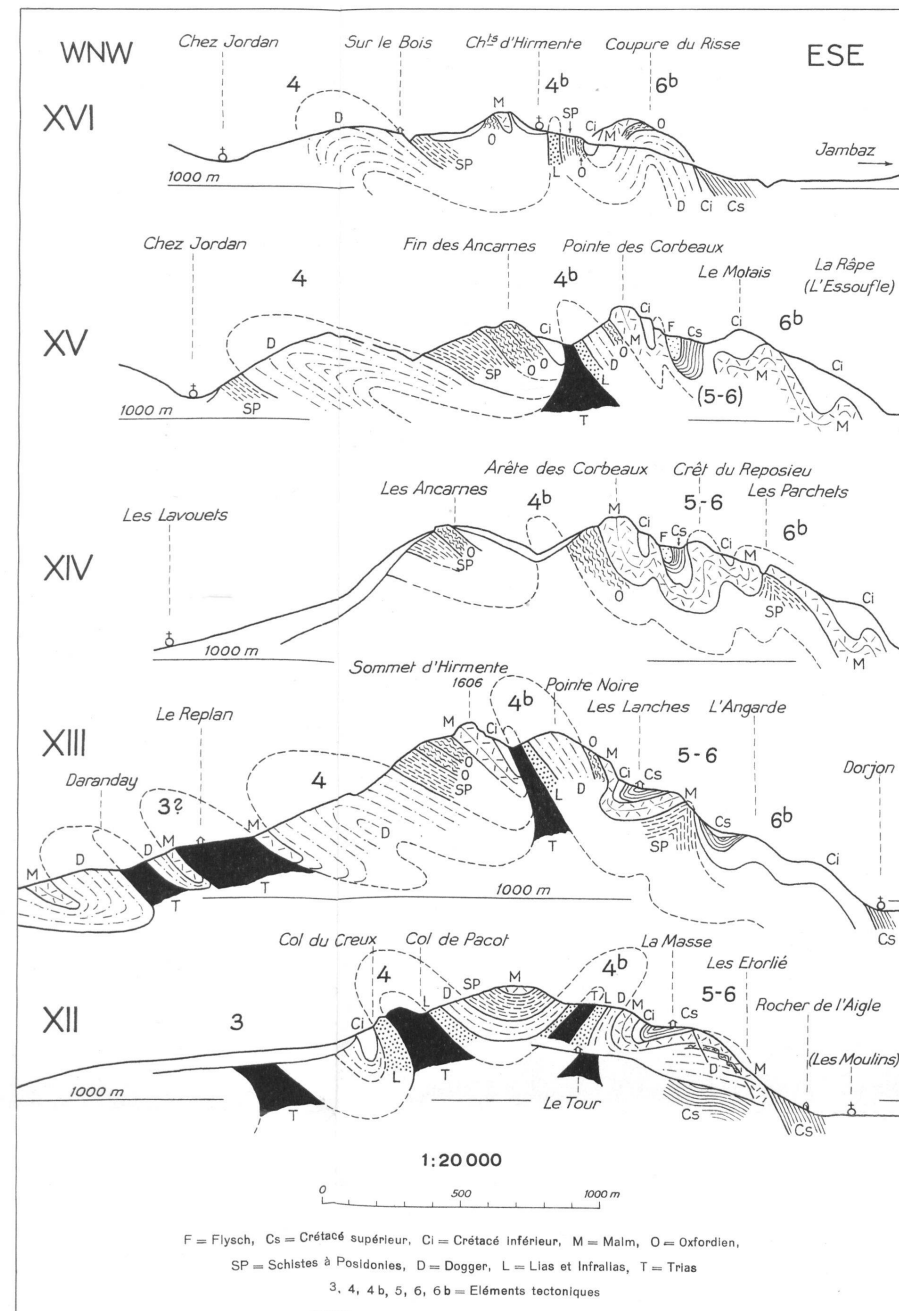 WNW
ESE
Chez Jordan
Sur le Bois
Ch^ts d'Hirmente
Coupure du Risse
4
4b
6b
XVI
D
M
SP
Ci
M
O
O
SP
L
O
Jambaz
1000 m
D
Ci
Cs
Chez Jordan
Fin des Ancarnes
Pointe des Corbeaux
4
4b
Le Motais
La Râpe
(L'Essoufle)
XV
D
Ci
Ci
F
Cs
Ci
6b
M
O
D
SP
O
O
L
M
(5-6)
SP
1000 m
T
M
Arête des Corbeaux
Crêt du Reposieu
Les Ancarnes
4b
M
5-6
Les Parchets
Les Lavouets
Ci
Cs
F
Ci
M
6b
XIV
O
SP
O
SP
Ci
1000 m
M
Sommet d'Hirmente
1606
4b
Pointe Noire
Le Replan
Les Lanches
L'Angarde
XIII
M
Ci
O
M
5-6
Daranday
3?
4
O
O
SP
Ci
Cs
M
Dorjon
M
D
D
M
M
D
L
D
SP
Cs
6b
Ci
T
T
T
1000 m
Cs
Col du Creux
Col de Pacot
La Masse
4
4b
Les Etorlié
XII
3
L
D
SP
M
T
L
D
M
5-6
Rocher de l'Aigle
Ci
Ci
Cs
(Les Moulins)
L
T
D
M
M
1000 m
T
Le Tour
Cs
Cs
1:20 000
0
500
1000 m
F = Flysch, Cs = Crétacé supérieur, Ci = Crétacé inférieur, M = Malm, O = Oxfordien,
SP = Schistes à Posidonies, D = Dogger, L = Lias et Infralias, T = Trias
3, 4, 4b, 5, 6, 6b = Eléments tectoniques